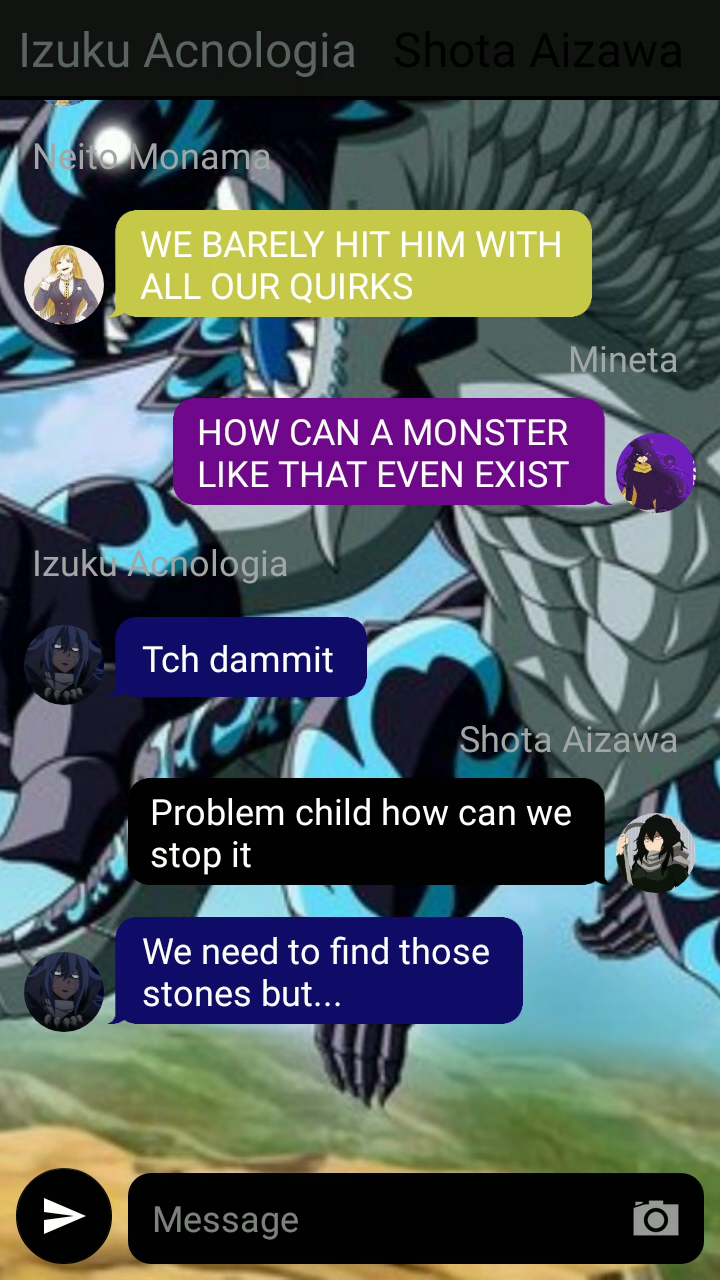 Izuku Acnologia Shota Aizawa
Neito Monama
WE BARELY HIT HIM WITH
ALL OUR QUIRKS
Mineta
HOW CAN A MONSTER
LIKE THAT EVEN EXIST
Izuku Acnologia
Tch dammit
Shota Aizawa
Problem child how can we
stop it
We need to find those
stones but...
Message